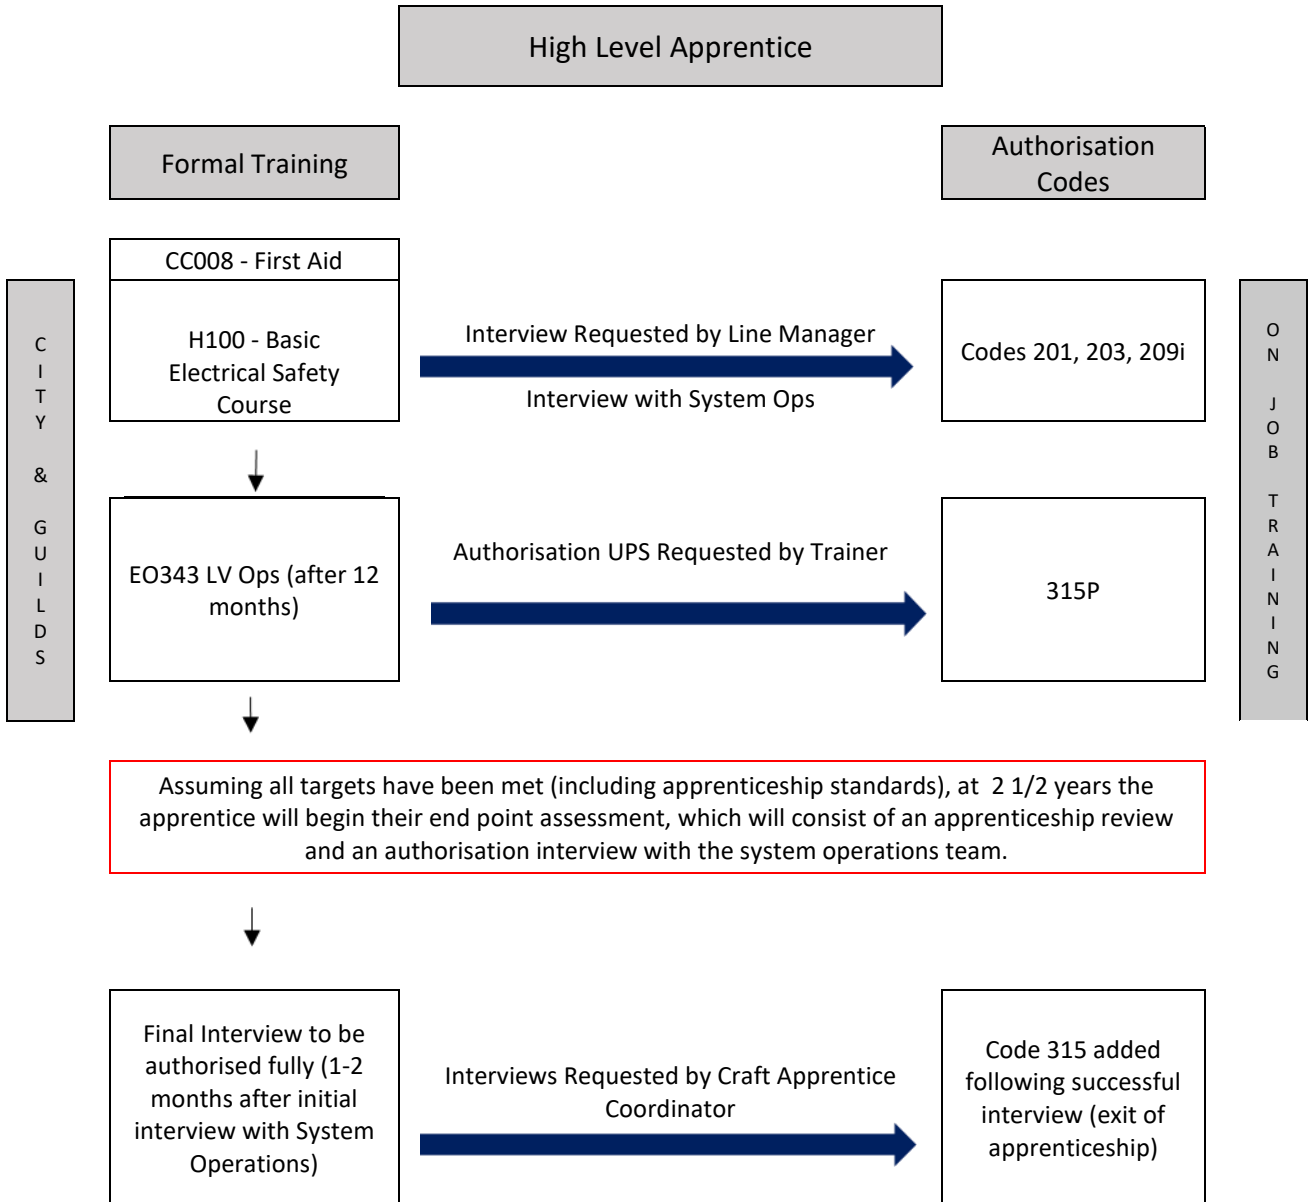 High Level Apprentice
Formal Training
Authorisation
Codes
CITY & GUILDS
CC008 - First Aid
H100 - Basic
Electrical Safety
Course
Interview Requested by Line Manager
Interview with System Ops
Codes 201, 203, 209i
ON JOB TRAINING
EO343 LV Ops (after 12
months)
Authorisation UPS Requested by Trainer
315P
Assuming all targets have been met (including apprenticeship standards), at 2 1/2 years the
apprentice will begin their end point assessment, which will consist of an apprenticeship review
and an authorisation interview with the system operations team.
Final Interview to be
authorised fully (1-2
months after initial
interview with System
Operations)
Interviews Requested by Craft Apprentice
Coordinator
Code 315 added
following successful
interview (exit of
apprenticeship)